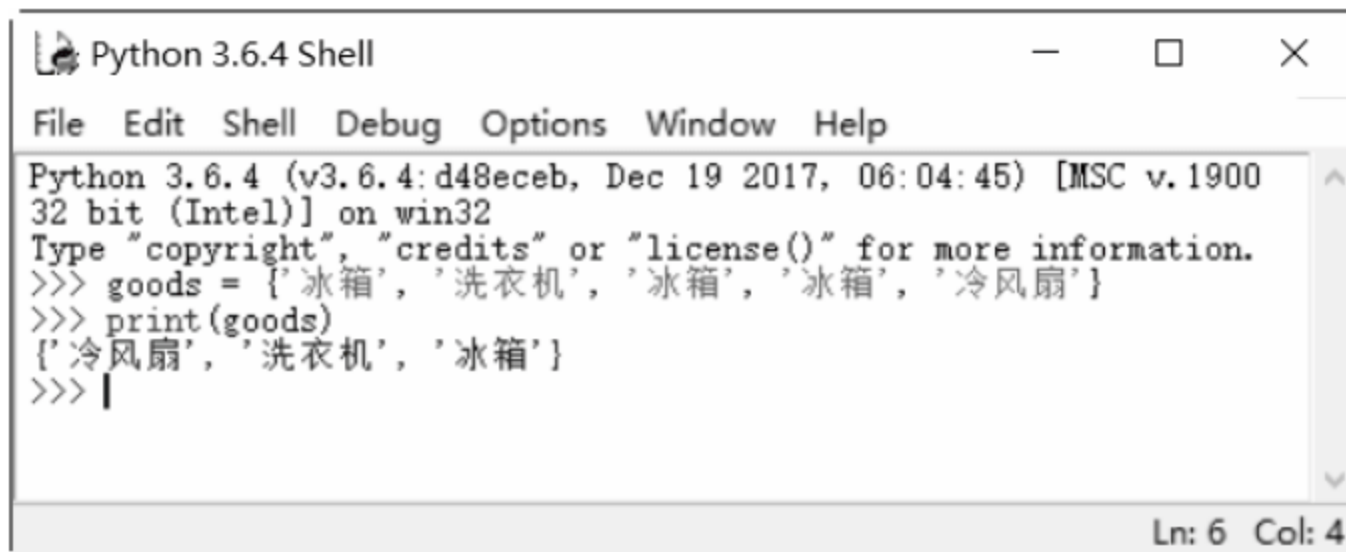 Python 3.6.4 Shell
File Edit Shell Debug Options Window Help
Python 3.6.4 (v3.6.4:d48eceb, Dec 19 2017, 06:04:45) [MSC v.1900
32 bit (Intel)] on win32
Type "copyright", "credits" or "license()" for more information.
>>> goods = {'冰箱', '洗衣机', '冰箱', '冰箱', '冷风扇'}
>>> print(goods)
{'冷风扇', '洗衣机', '冰箱'}
>>>
Ln: 6 Col: 4